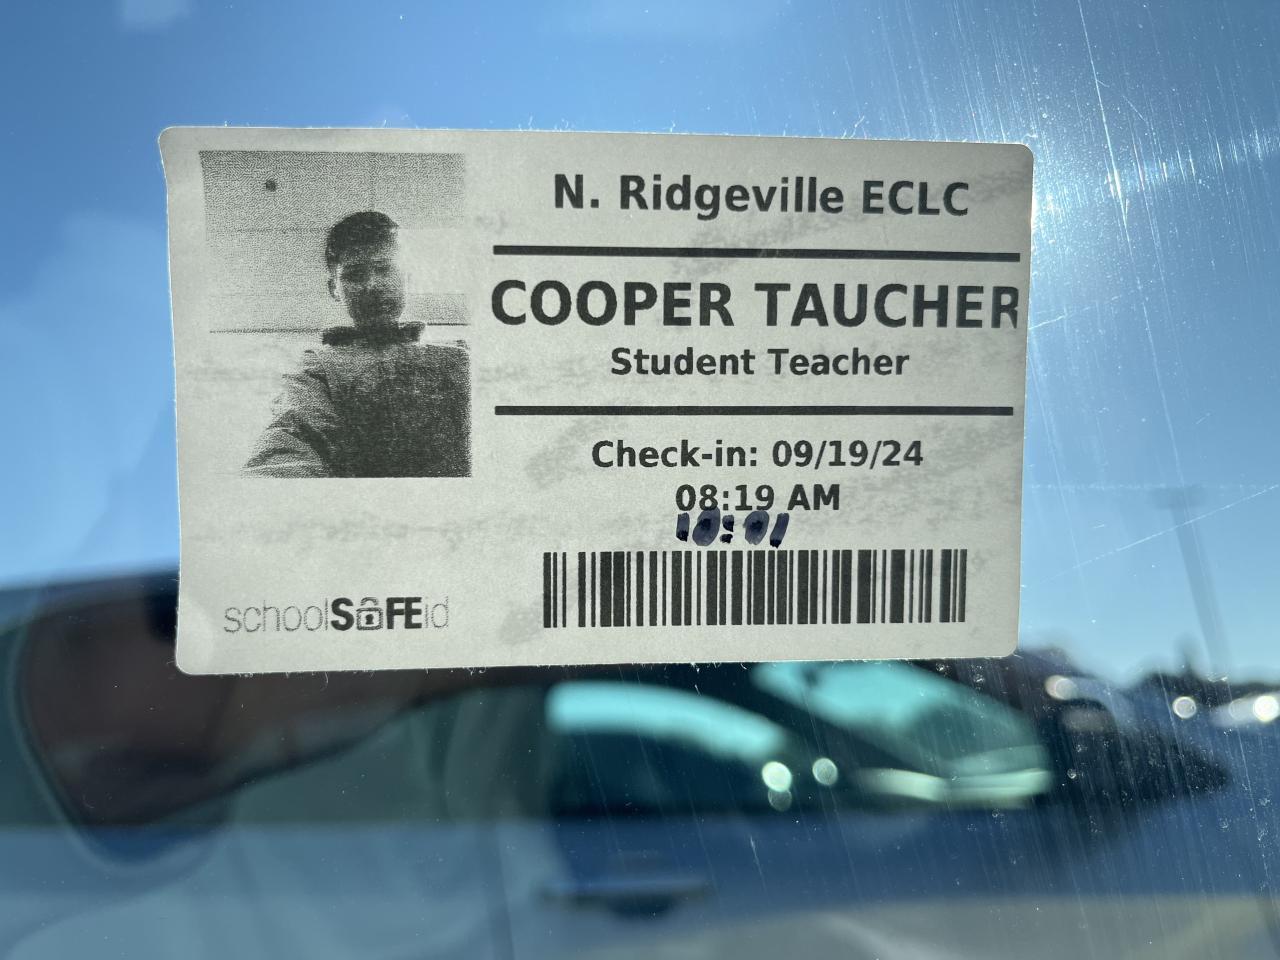 N. Ridgeville ECLC
COOPER TAUCHER
Student Teacher
Check-in: 09/19/24
08:19 AM
10:01
schoolSAFEid